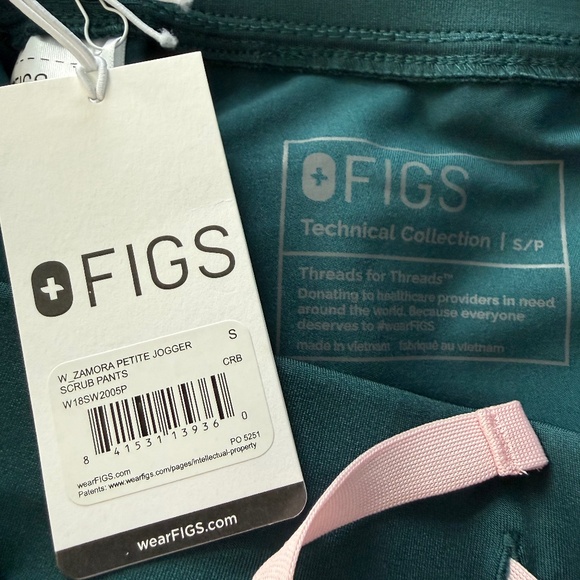 FIGS
FIGS
S
W_ZAMORA PETITE JOGGER
SCRUB PANTS
CRB
W18SW2005P
8 41531 13936 0
PO 5251
wearFIGS.com
Patents: www.wearfigs.com/pages/intellectual-property
wearFIGS.com
FIGS
Technical Collection | S/P
Threads for Threads™
Donating to healthcare providers in need
around the world. Because everyone
deserves to #wearFIGS
made in vietnam fabriqué au vietnam